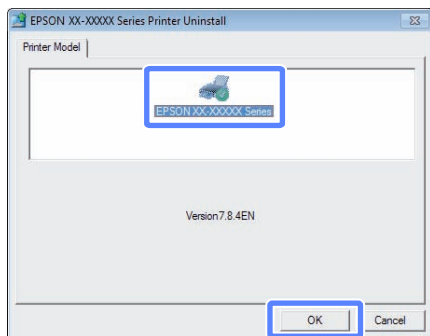 EPSON XX-XXXXX Series Printer Uninstall
Printer Model
EPSON XX-XXXXX Series
Version7.8.4EN
OK
Cancel